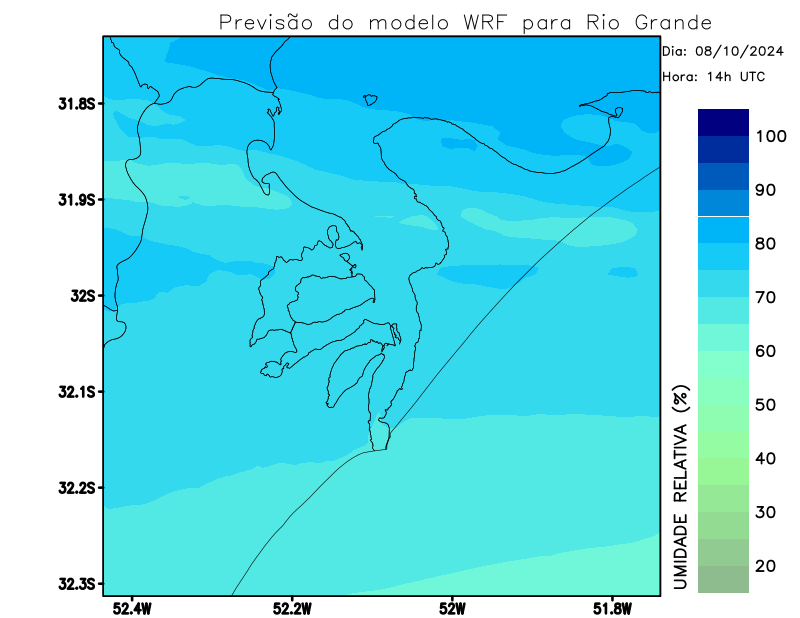 Previsão do modelo WRF para Rio Grande
Dia: 08/10/2024
Hora: 14h UTC
31.8S
31.9S
32S
32.1S
32.2S
32.3S
52.4W
52.2W
52W
51.8W
UMIDADE RELATIVA (%)
100
90
80
70
60
50
40
30
20